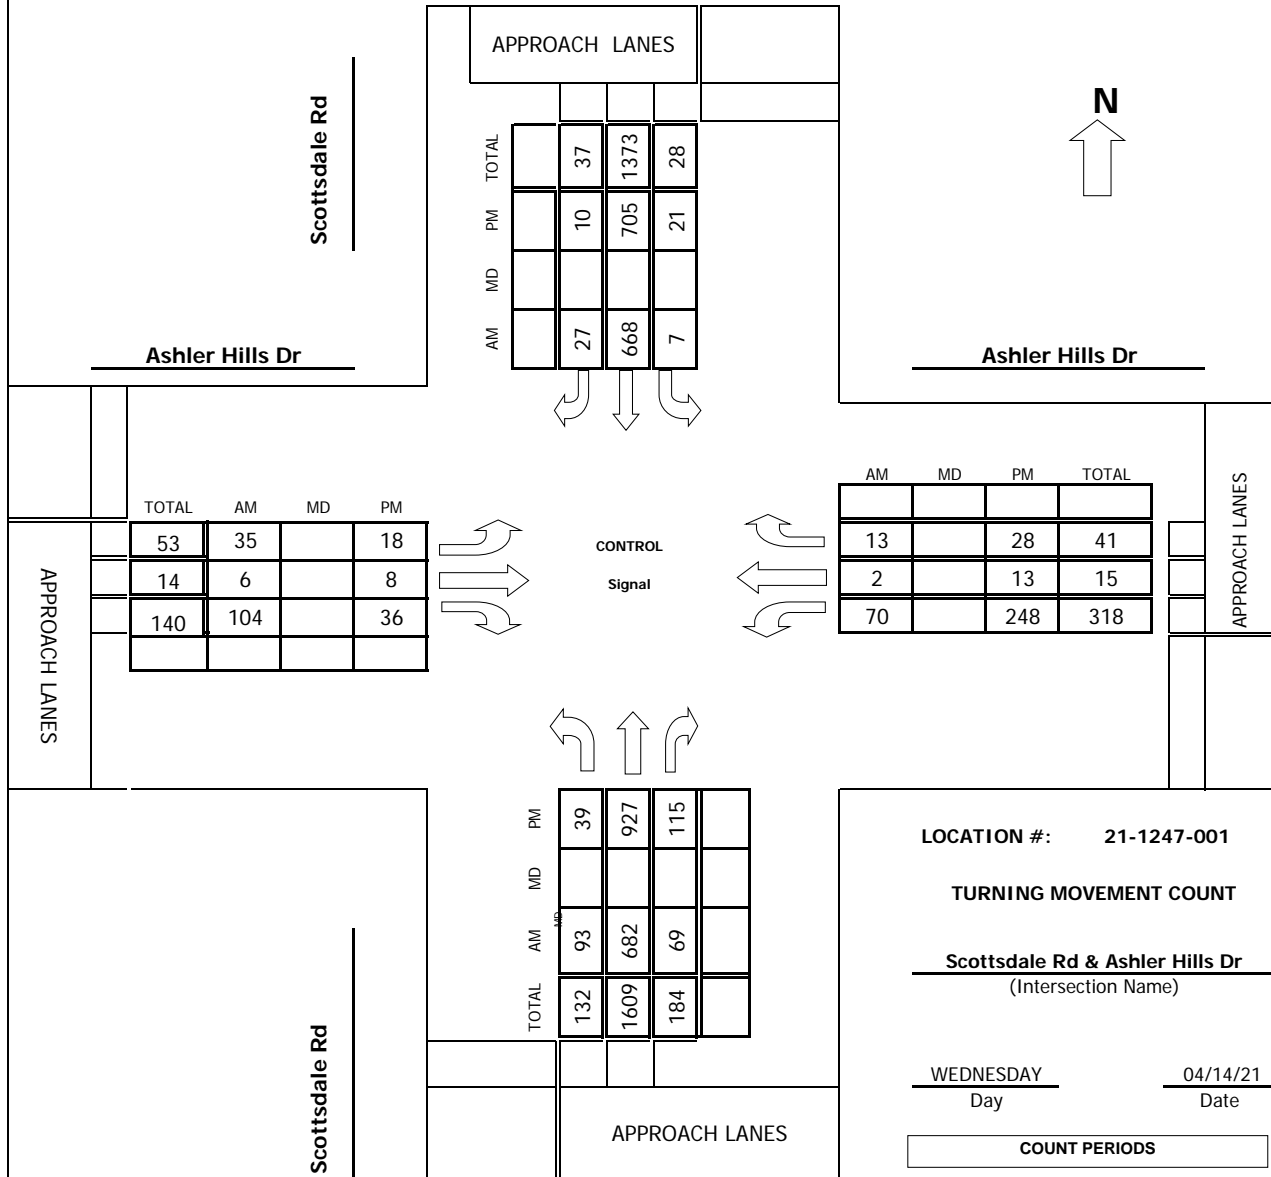 APPROACH LANES
N
Scottsdale Rd
TOTAL 37 1373 28
PM 10 705 21
MD
AM 27 668 7
Ashler Hills Dr
Ashler Hills Dr
TOTAL AM MD PM
53 35 18
14 6 8
140 104 36
APPROACH LANES
CONTROL
Signal
AM MD PM TOTAL
13 28 41
2 13 15
70 248 318
APPROACH LANES
PM 39 927 115
MD
MD
AM 93 682 69
TOTAL 132 1609 184
Scottsdale Rd
APPROACH LANES
LOCATION #: 21-1247-001
TURNING MOVEMENT COUNT
Scottsdale Rd & Ashler Hills Dr
(Intersection Name)
WEDNESDAY 04/14/21
Day Date
COUNT PERIODS